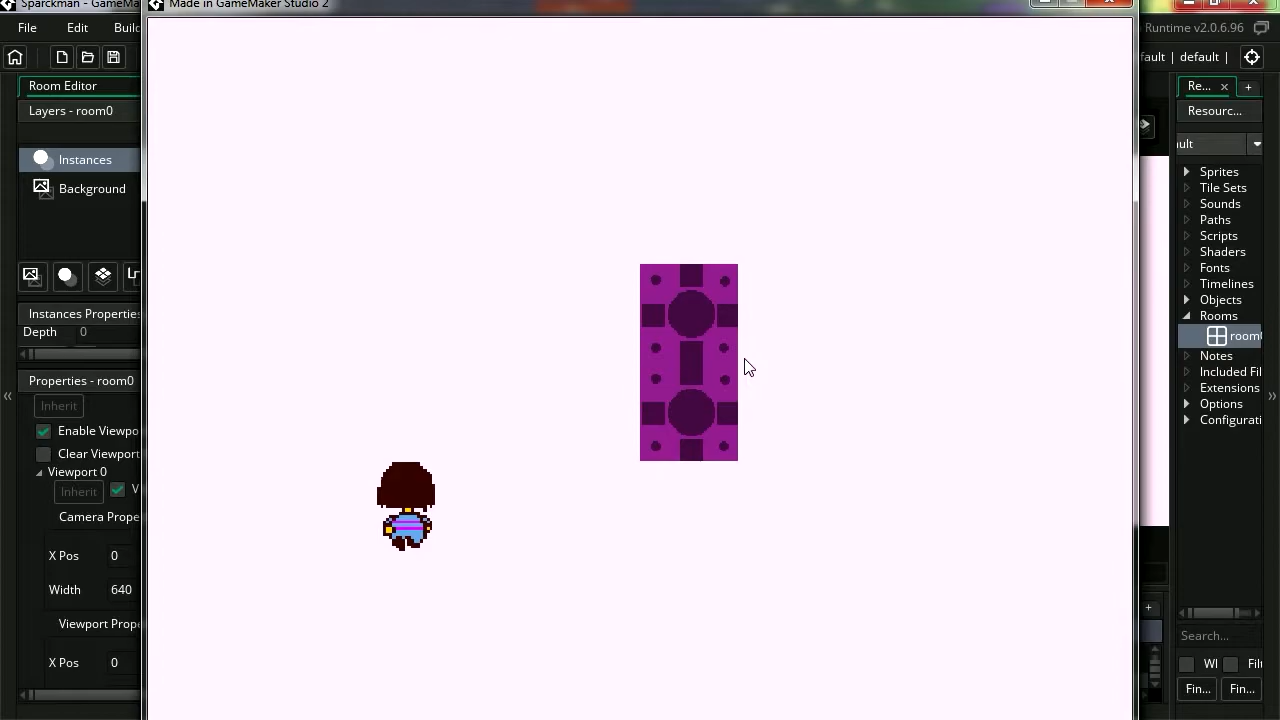 Sparckman - GameMa
Made in GameMaker Studio 2
File Edit Build
Runtime v2.0.6.96
fault | default |
Room Editor
Re...
Layers - room0
Resourc...
ult
Instances
Background
Sprites
Tile Sets
Sounds
Paths
Scripts
Shaders
Fonts
Timelines
Objects
Rooms
room
Notes
Included Fil
Extensions
Options
Configurati
Instances Propertie
Depth 0
Properties - room0
Inherit
Enable Viewpo
Clear Viewport
Viewport 0
Inherit V
Camera Prope
X Pos 0
Width 640
Viewport Prope
X Pos 0
Search...
Fin... Fin...